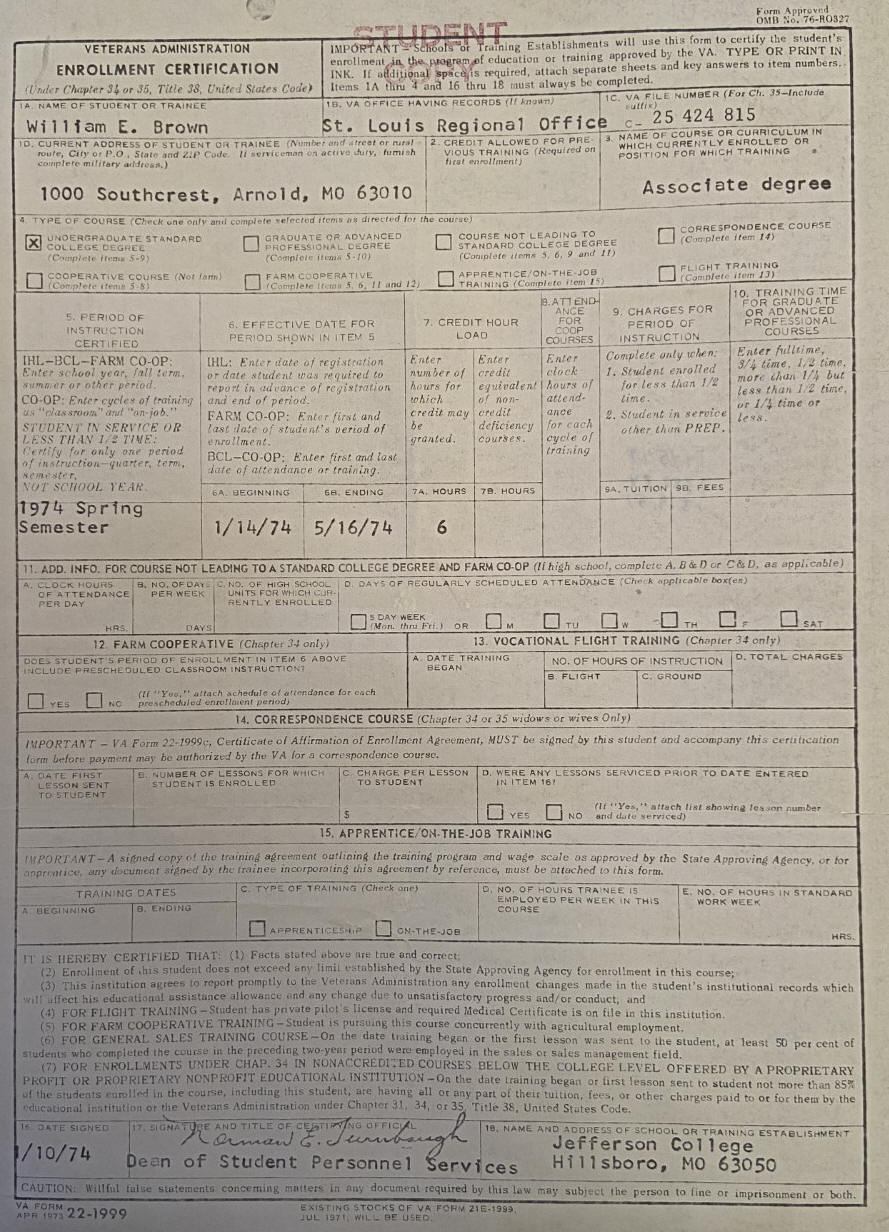 Form Approved
OMB No. 76-RO327
STUDENT
COPY
VETERANS ADMINISTRATION
ENROLLMENT CERTIFICATION
(Under Chapter 34 or 35, Title 38, United States Code)
IMPORTANT - Schools or Training Establishments will use this form to certify the student's
enrollment in the program of education or training approved by the VA. TYPE OR PRINT IN
INK. If additional space is required, attach separate sheets and key answers to item numbers.
Items 1A thru 4 and 16 thru 18 must always be completed.
1A. NAME OF STUDENT OR TRAINEE
William E. Brown
1B. VA OFFICE HAVING RECORDS (If known)
St. Louis Regional Office
1C. VA FILE NUMBER (For Ch. 35-Include
suffix)
C- 25 424 815
1D. CURRENT ADDRESS OF STUDENT OR TRAINEE (Number and street or rural
route, City or P.O., State and ZIP Code. If serviceman on active duty, furnish
complete military address.)
1000 Southcrest, Arnold, MO 63010
2. CREDIT ALLOWED FOR PRE-
VIOUS TRAINING (Required on
first enrollment)
3. NAME OF COURSE OR CURRICULUM IN
WHICH CURRENTLY ENROLLED OR
POSITION FOR WHICH TRAINING
Associate degree
4. TYPE OF COURSE (Check one only and complete selected items as directed for the course)
X UNDERGRADUATE STANDARD
COLLEGE DEGREE
(Complete items 5-9)
GRADUATE OR ADVANCED
PROFESSIONAL DEGREE
(Complete items 5-10)
COURSE NOT LEADING TO
STANDARD COLLEGE DEGREE
(Complete items 5, 6, 9 and 11)
CORRESPONDENCE COURSE
(Complete item 14)
COOPERATIVE COURSE (Not farm)
(Complete items 5-8)
FARM COOPERATIVE
(Complete items 5, 6, 11 and 12)
APPRENTICE/ON-THE-JOB
TRAINING (Complete item 15)
FLIGHT TRAINING
(Complete item 13)
5. PERIOD OF
INSTRUCTION
CERTIFIED
6. EFFECTIVE DATE FOR
PERIOD SHOWN IN ITEM 5
7. CREDIT HOUR
LOAD
8. ATTEND-
ANCE
FOR
COOP
COURSES
9. CHARGES FOR
PERIOD OF
INSTRUCTION
10. TRAINING TIME
FOR GRADUATE
OR ADVANCED
PROFESSIONAL
COURSES
IHL-BCL-FARM CO-OP:
Enter school year, fall term,
summer or other period.
CO-OP: Enter cycles of training
as "classroom" and "on-job."
STUDENT IN SERVICE OR
LESS THAN 1/2 TIME:
Certify for only one period
of instruction-quarter, term,
semester,
NOT SCHOOL YEAR.
IHL: Enter date of registration
or date student was required to
report in advance of registration
and end of period.
FARM CO-OP: Enter first and
last date of student's period of
enrollment.
BCL-CO-OP: Enter first and last
date of attendance or training.
Enter
number of
hours for
which
credit may
be
granted.
Enter
credit
equivalent
of non-
credit
deficiency
courses.
Enter
clock
hours of
attend-
ance
for each
cycle of
training
Complete only when:
1. Student enrolled
for less than 1/2
time.
2. Student in service
other than PREP.
Enter fulltime,
3/4 time, 1/2 time,
more than 1/4 but
less than 1/2 time,
or 1/4 time or
less.
6A. BEGINNING
6B. ENDING
7A. HOURS
7B. HOURS
9A. TUITION
9B. FEES
1974 Spring
Semester
1/14/74
5/16/74
6
11. ADD. INFO. FOR COURSE NOT LEADING TO A STANDARD COLLEGE DEGREE AND FARM CO-OP (If high school, complete A, B & D or C & D, as applicable)
A. CLOCK HOURS
OF ATTENDANCE
PER DAY
HRS.
B. NO. OF DAYS
PER WEEK
DAYS
C. NO. OF HIGH SCHOOL
UNITS FOR WHICH CUR-
RENTLY ENROLLED
D. DAYS OF REGULARLY SCHEDULED ATTENDANCE (Check applicable box(es)
5 DAY WEEK
(Mon. thru Fri.) OR M TU W TH F SAT
12. FARM COOPERATIVE (Chapter 34 only)
DOES STUDENT'S PERIOD OF ENROLLMENT IN ITEM 6 ABOVE
INCLUDE PRESCHEDULED CLASSROOM INSTRUCTION?
YES NO (If "Yes," attach schedule of attendance for each
prescheduled enrollment period)
13. VOCATIONAL FLIGHT TRAINING (Chapter 34 only)
A. DATE TRAINING
BEGAN
NO. OF HOURS OF INSTRUCTION
B. FLIGHT
C. GROUND
D. TOTAL CHARGES
14. CORRESPONDENCE COURSE (Chapter 34 or 35 widows or wives Only)
IMPORTANT - VA Form 22-1999c, Certificate of Affirmation of Enrollment Agreement, MUST be signed by this student and accompany this certification
form before payment may be authorized by the VA for a correspondence course.
A. DATE FIRST
LESSON SENT
TO STUDENT
B. NUMBER OF LESSONS FOR WHICH
STUDENT IS ENROLLED
C. CHARGE PER LESSON
TO STUDENT
$
D. WERE ANY LESSONS SERVICED PRIOR TO DATE ENTERED
IN ITEM 16?
YES NO (If "Yes," attach list showing lesson number
and date serviced)
15. APPRENTICE/ON-THE-JOB TRAINING
IMPORTANT-A signed copy of the training agreement outlining the training program and wage scale as approved by the State Approving Agency, or for
apprentice, any document signed by the trainee incorporating this agreement by reference, must be attached to this form.
TRAINING DATES
A. BEGINNING
B. ENDING
C. TYPE OF TRAINING (Check one)
APPRENTICESHIP ON-THE-JOB
D. NO. OF HOURS TRAINEE IS
EMPLOYED PER WEEK IN THIS
COURSE
E. NO. OF HOURS IN STANDARD
WORK WEEK
HRS.
IT IS HEREBY CERTIFIED THAT: (1) Facts stated above are true and correct;
(2) Enrollment of this student does not exceed any limit established by the State Approving Agency for enrollment in this course;
(3) This institution agrees to report promptly to the Veterans Administration any enrollment changes made in the student's institutional records which
will affect his educational assistance allowance and any change due to unsatisfactory progress and/or conduct; and
(4) FOR FLIGHT TRAINING-Student has private pilot's license and required Medical Certificate is on file in this institution.
(5) FOR FARM COOPERATIVE TRAINING-Student is pursuing this course concurrently with agricultural employment.
(6) FOR GENERAL SALES TRAINING COURSE-On the date training began or the first lesson was sent to the student, at least 50 per cent of
students who completed the course in the preceding two-year period were employed in the sales or sales management field.
(7) FOR ENROLLMENTS UNDER CHAP. 34 IN NONACCREDITED COURSES BELOW THE COLLEGE LEVEL OFFERED BY A PROPRIETARY
PROFIT OR PROPRIETARY NONPROFIT EDUCATIONAL INSTITUTION-On the date training began or first lesson sent to student not more than 85%
of the students enrolled in the course, including this student, are having all or any part of their tuition, fees, or other charges paid to or for them by the
educational institution or the Veterans Administration under Chapter 31, 34, or 35, Title 38, United States Code.
16. DATE SIGNED
1/10/74
17. SIGNATURE AND TITLE OF CERTIFYING OFFICIAL
Norman E. Turnbaugh
Dean of Student Personnel Services
18. NAME AND ADDRESS OF SCHOOL OR TRAINING ESTABLISHMENT
Jefferson College
Hillsboro, MO 63050
CAUTION: Willful false statements concerning matters in any document required by this law may subject the person to fine or imprisonment or both.
VA FORM
APR 1973 22-1999
EXISTING STOCKS OF VA FORM 21E-1999,
JUL 1971, WILL BE USED.